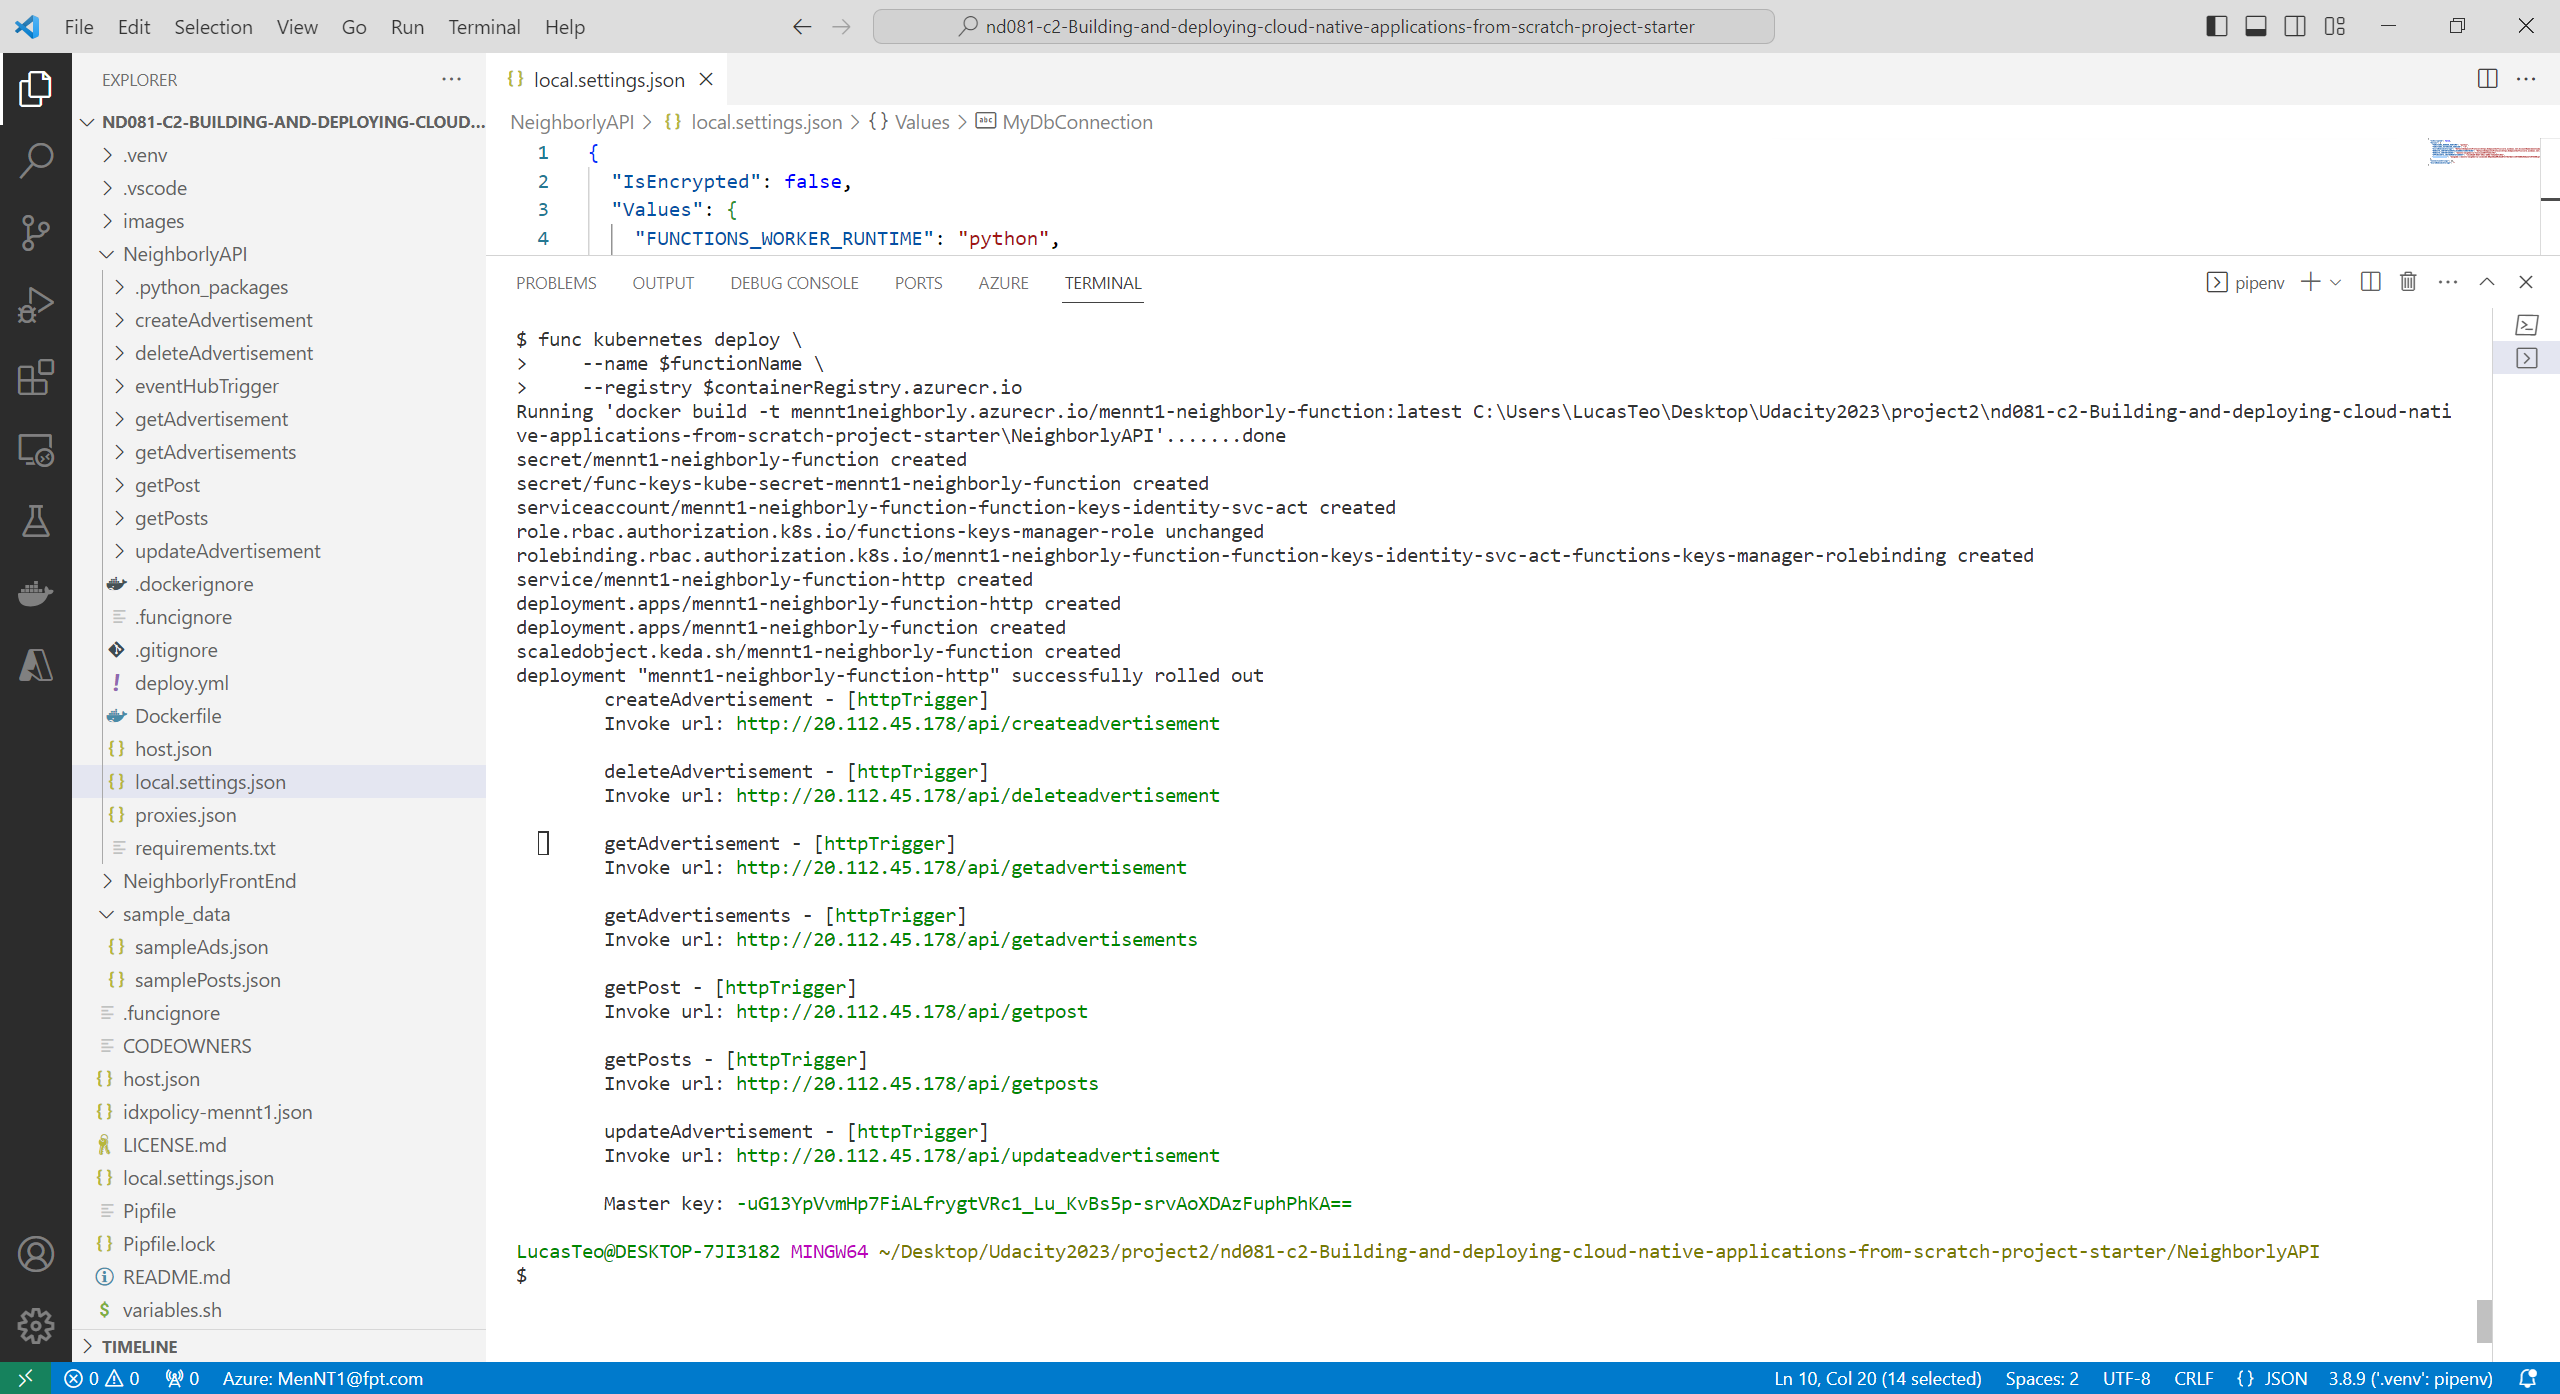 File Edit Selection View Go Run Terminal Help
nd081-c2-Building-and-deploying-cloud-native-applications-from-scratch-project-starter
EXPLORER
ND081-C2-BUILDING-AND-DEPLOYING-CLOUD...
.venv
.vscode
images
NeighborlyAPI
.python_packages
createAdvertisement
deleteAdvertisement
eventHubTrigger
getAdvertisement
getAdvertisements
getPost
getPosts
updateAdvertisement
.dockerignore
.funcignore
.gitignore
deploy.yml
Dockerfile
host.json
local.settings.json
proxies.json
requirements.txt
NeighborlyFrontEnd
sample_data
sampleAds.json
samplePosts.json
.funcignore
CODEOWNERS
host.json
idxpolicy-mennt1.json
LICENSE.md
local.settings.json
Pipfile
Pipfile.lock
README.md
variables.sh
TIMELINE
local.settings.json
NeighborlyAPI > {} local.settings.json > {} Values > abc MyDbConnection
1 {
2 "IsEncrypted": false,
3 "Values": {
4 "FUNCTIONS_WORKER_RUNTIME": "python",
PROBLEMS OUTPUT DEBUG CONSOLE PORTS AZURE TERMINAL
pipenv
$ func kubernetes deploy \
> --name $functionName \
> --registry $containerRegistry.azurecr.io
Running 'docker build -t mennt1neighborly.azurecr.io/mennt1-neighborly-function:latest C:\Users\LucasTeo\Desktop\Udacity2023\project2\nd081-c2-Building-and-deploying-cloud-nati
ve-applications-from-scratch-project-starter\NeighborlyAPI'.......done
secret/mennt1-neighborly-function created
secret/func-keys-kube-secret-mennt1-neighborly-function created
serviceaccount/mennt1-neighborly-function-function-keys-identity-svc-act created
role.rbac.authorization.k8s.io/functions-keys-manager-role unchanged
rolebinding.rbac.authorization.k8s.io/mennt1-neighborly-function-function-keys-identity-svc-act-functions-keys-manager-rolebinding created
service/mennt1-neighborly-function-http created
deployment.apps/mennt1-neighborly-function-http created
deployment.apps/mennt1-neighborly-function created
scaledobject.keda.sh/mennt1-neighborly-function created
deployment "mennt1-neighborly-function-http" successfully rolled out
createAdvertisement - [httpTrigger]
Invoke url: http://20.112.45.178/api/createadvertisement
deleteAdvertisement - [httpTrigger]
Invoke url: http://20.112.45.178/api/deleteadvertisement
getAdvertisement - [httpTrigger]
Invoke url: http://20.112.45.178/api/getadvertisement
getAdvertisements - [httpTrigger]
Invoke url: http://20.112.45.178/api/getadvertisements
getPost - [httpTrigger]
Invoke url: http://20.112.45.178/api/getpost
getPosts - [httpTrigger]
Invoke url: http://20.112.45.178/api/getposts
updateAdvertisement - [httpTrigger]
Invoke url: http://20.112.45.178/api/updateadvertisement
Master key: -uG13YpVvmHp7FiALfrygtVRc1_Lu_KvBs5p-srvAoXDAzFuphPhKA==
LucasTeo@DESKTOP-7JI3182 MINGW64 ~/Desktop/Udacity2023/project2/nd081-c2-Building-and-deploying-cloud-native-applications-from-scratch-project-starter/NeighborlyAPI
$
0 0 0 Azure: MenNT1@fpt.com Ln 10, Col 20 (14 selected) Spaces: 2 UTF-8 CRLF {} JSON 3.8.9 ('.venv': pipenv)